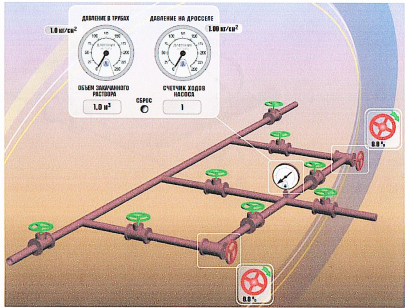 ДАВЛЕНИЕ В ТРУБАХ
ДАВЛЕНИЕ НА ДРОССЕЛЕ
1.0 кг/см²
1.00 кг/см²
ОБЪЕМ ЗАКАЧАННОГО
РАСТВОРА
СБРОС
СЧЕТЧИК ХОДОВ
НАСОСА
1.0 м³
1
0.0 %
0.0 %